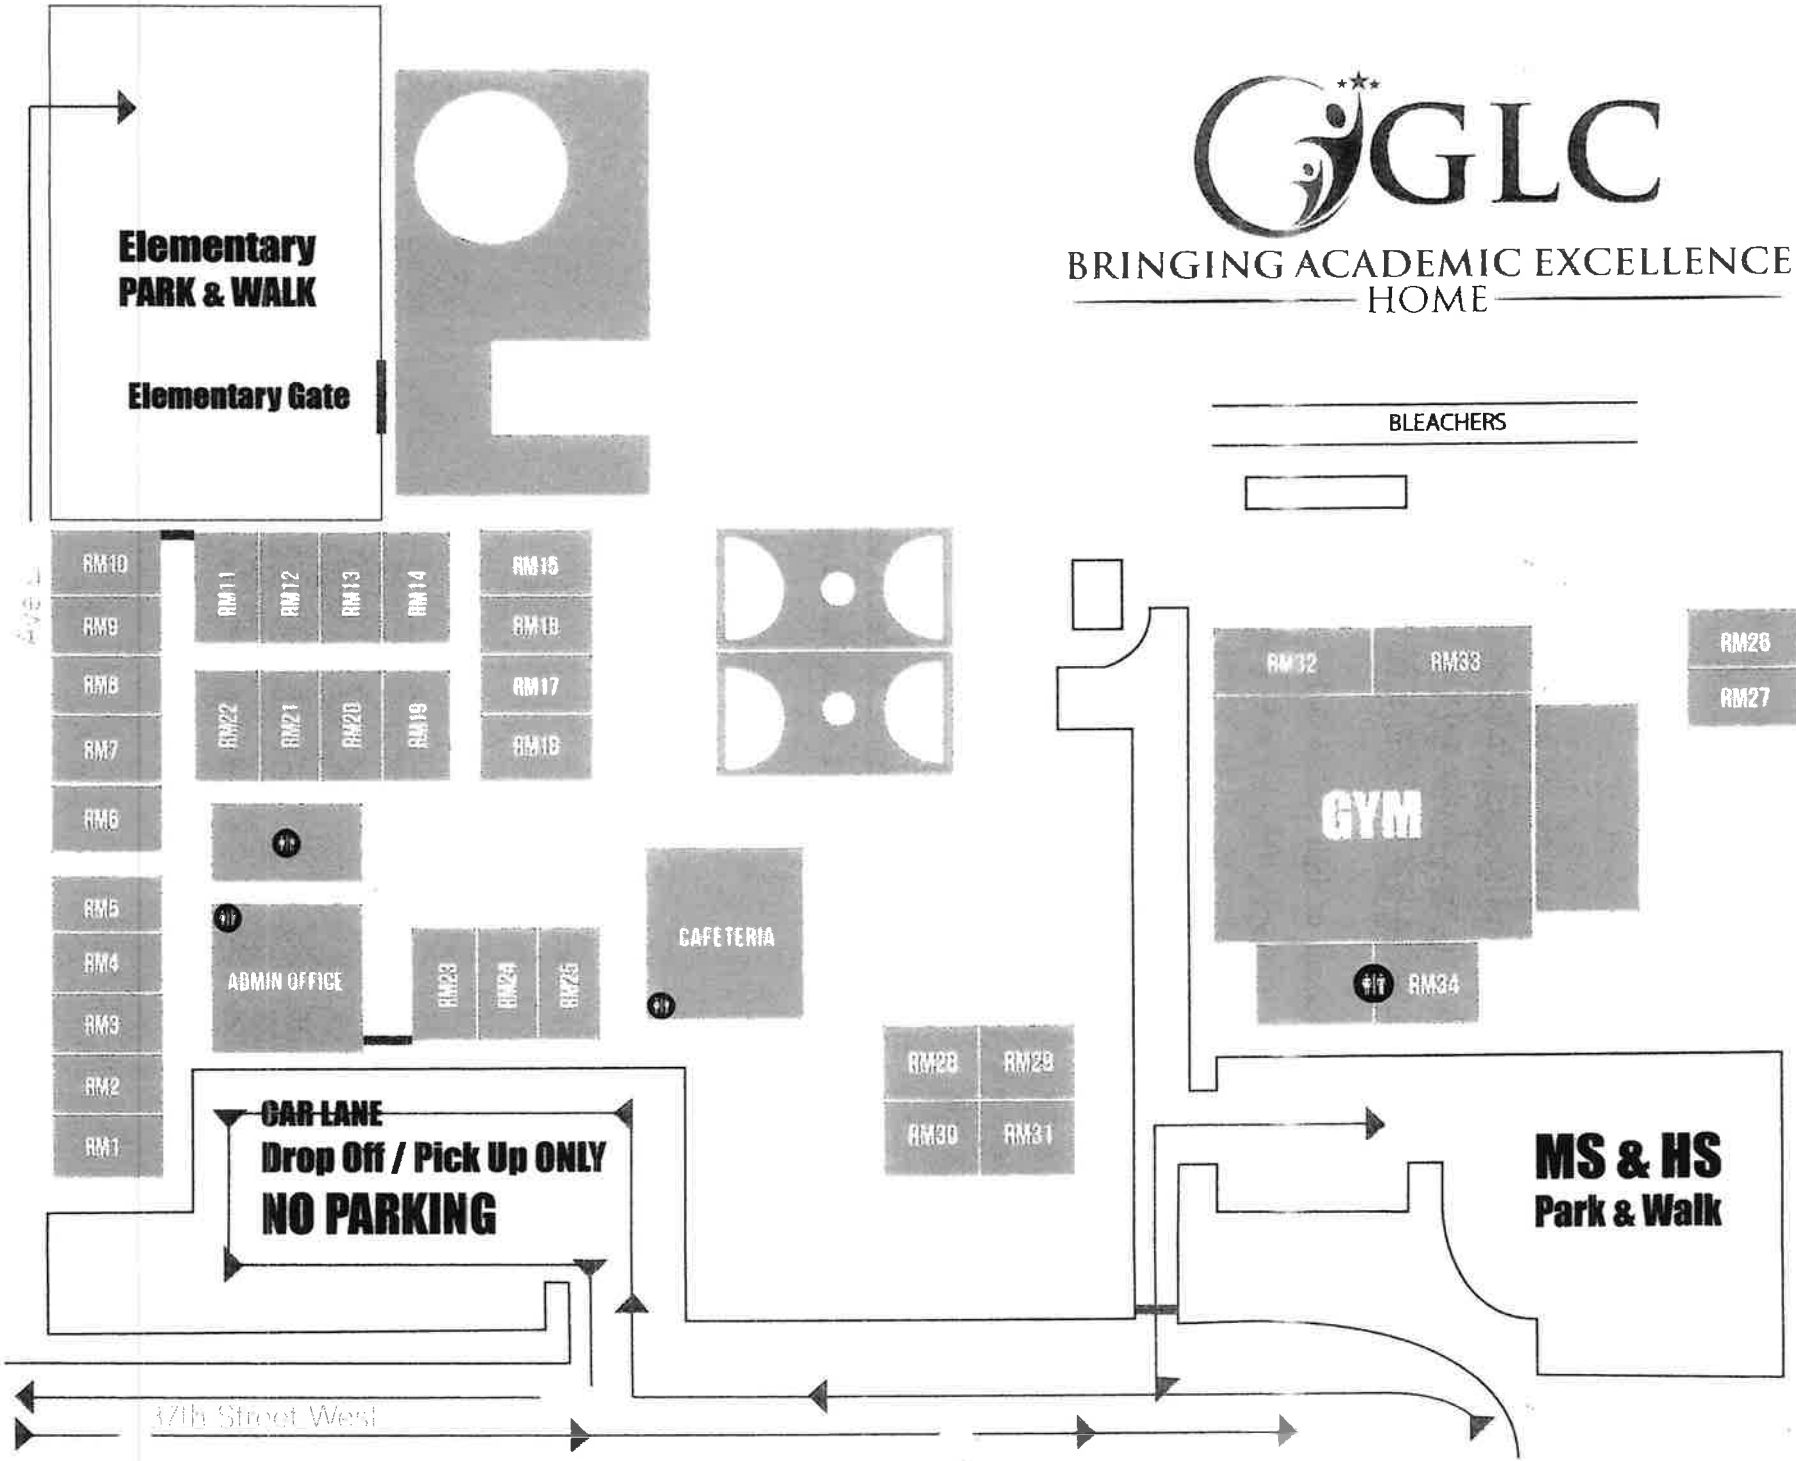 GLC
BRINGING ACADEMIC EXCELLENCE
HOME
Elementary
PARK & WALK
Elementary Gate
BLEACHERS
RM10
RM9
RM8
RM7
RM6
RM5
RM4
RM3
RM2
RM1
RM11
RM12
RM13
RM14
RM22
RM21
RM20
RM19
RM15
RM16
RM17
RM18
RM32
RM33
RM26
RM27
GYM
RM34
ADMIN OFFICE
RM23
RM24
RM25
CAFETERIA
RM28
RM29
RM30
RM31
CAR LANE
Drop Off / Pick Up ONLY
NO PARKING
MS & HS
Park & Walk
37th Street West
Ave L